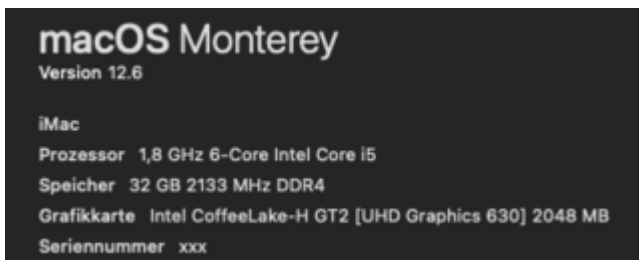 macOS Monterey
Version 12.6
iMac
Prozessor 1,8 GHz 6-Core Intel Core i5
Speicher 32 GB 2133 MHz DDR4
Grafikkarte Intel CoffeeLake-H GT2 [UHD Graphics 630] 2048 MB
Seriennummer xxx